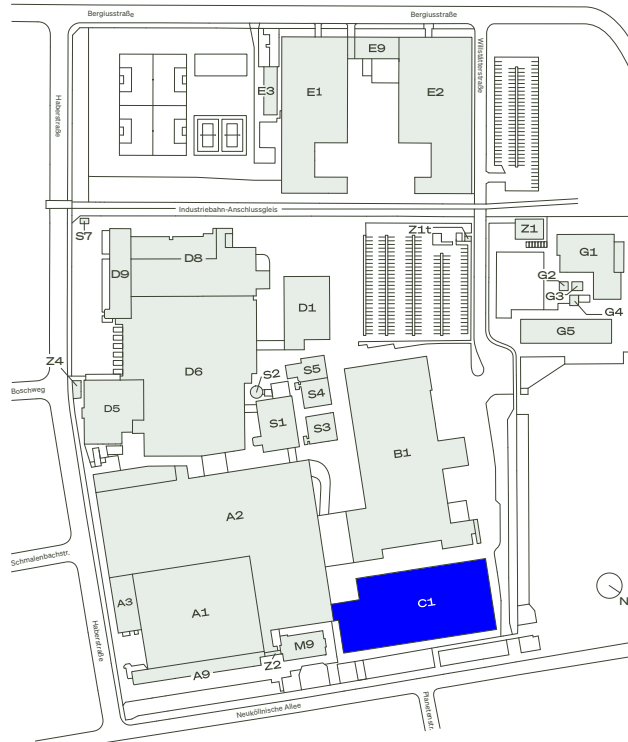 Bergiusstraße
Bergiusstraße
E9
Willstätterstraße
E3
E1
E2
Haberstraße
Industriebahn-Anschlussgleis
S7
Z1t
Z1
G1
D8
D9
G2
G3
G4
D1
G5
Z4
S2
S5
D6
Boschweg
S4
D5
S1
S3
B1
A2
Schmalenbachstr.
N
A3
C1
A1
Haberstraße
M9
Z2
A9
Planetenstr.
Neuköllnische Allee